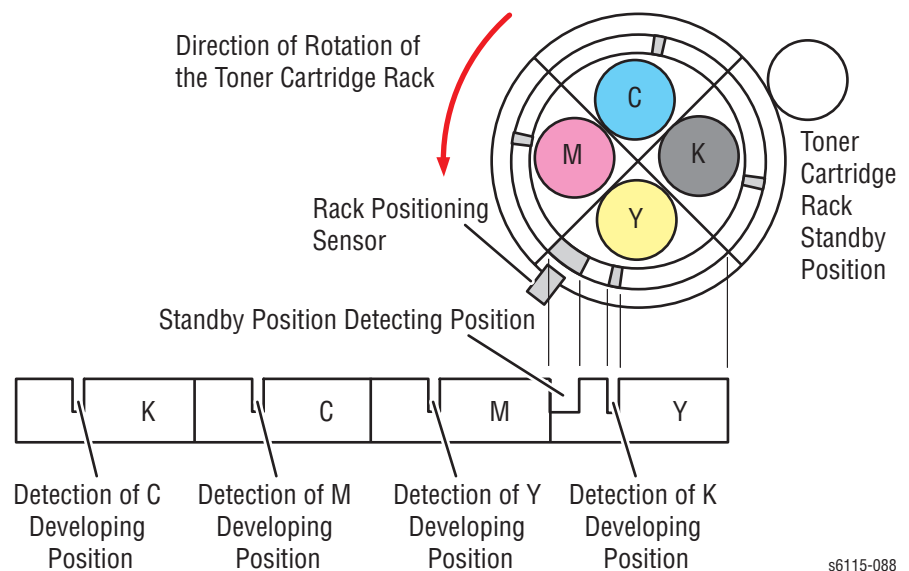 Direction of Rotation of
the Toner Cartridge Rack
C
M
K
Y
Toner
Cartridge
Rack
Standby
Position
Rack Positioning
Sensor
Standby Position Detecting Position
K
C
M
Y
Detection of C
Developing
Position
Detection of M
Developing
Position
Detection of Y
Developing
Position
Detection of K
Developing
Position
s6115-088